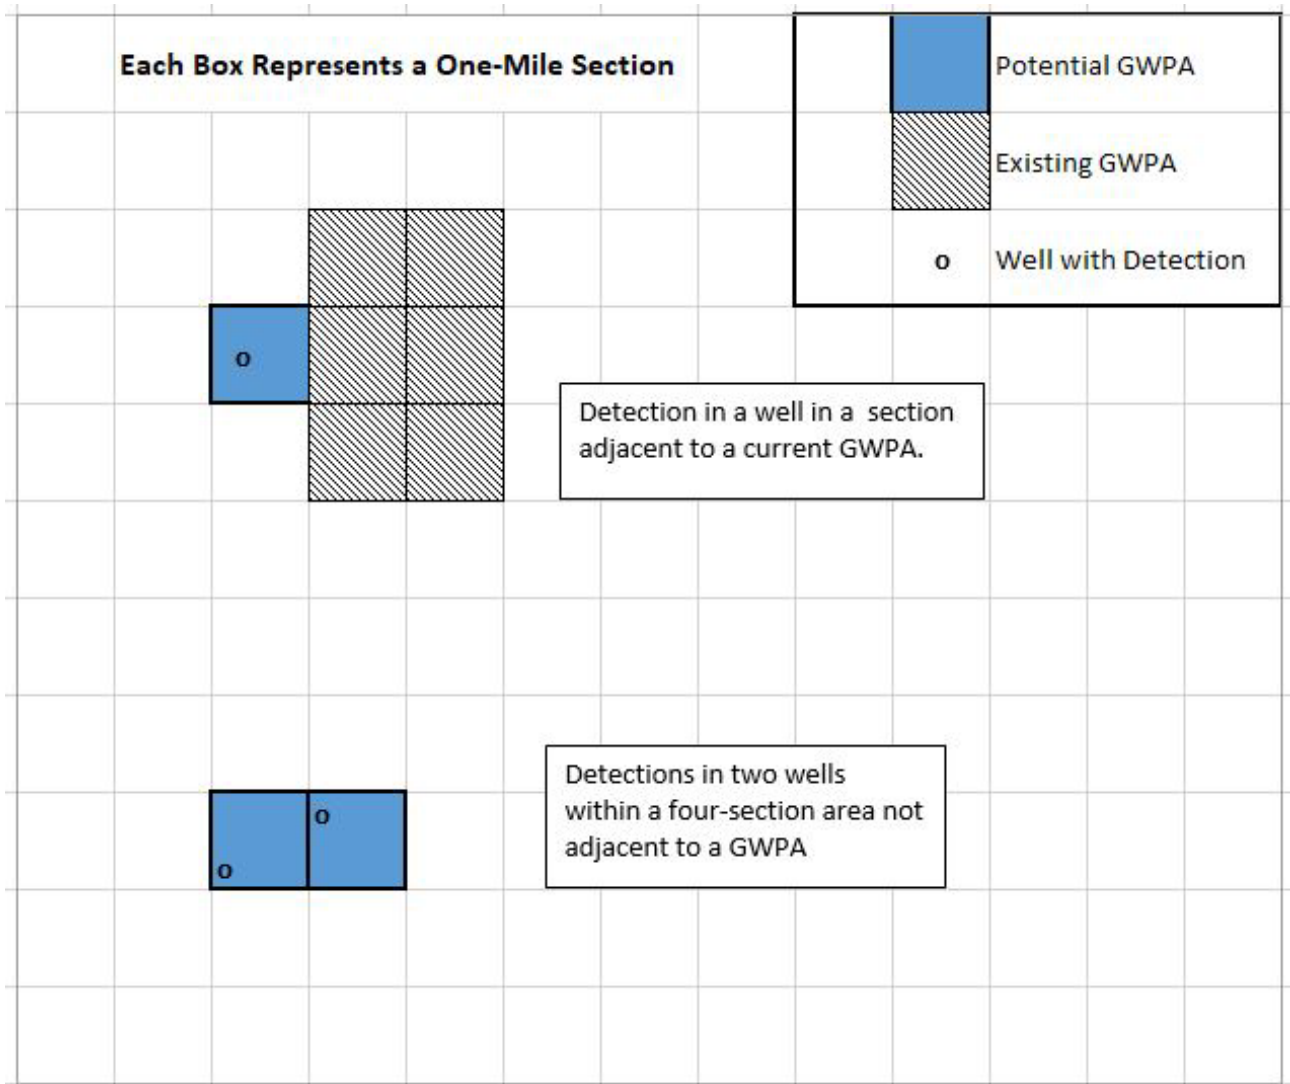 Each Box Represents a One-Mile Section
Potential GWPA
Existing GWPA
o Well with Detection
o
Detection in a well in a section
adjacent to a current GWPA.
Detections in two wells
within a four-section area not
adjacent to a GWPA
o
o